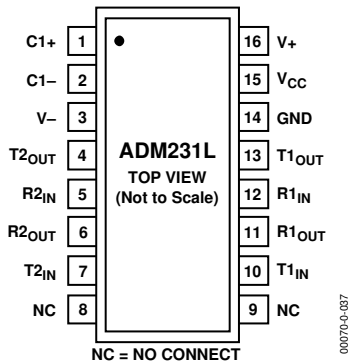 C1+ 1 16 V+
C1– 2 15 VCC
V– 3 14 GND
T2OUT 4 ADM231L 13 T1OUT
TOP VIEW
R2IN 5 (Not to Scale) 12 R1IN
R2OUT 6 11 R1OUT
T2IN 7 10 T1IN
NC 8 9 NC
NC = NO CONNECT
00070-0-037